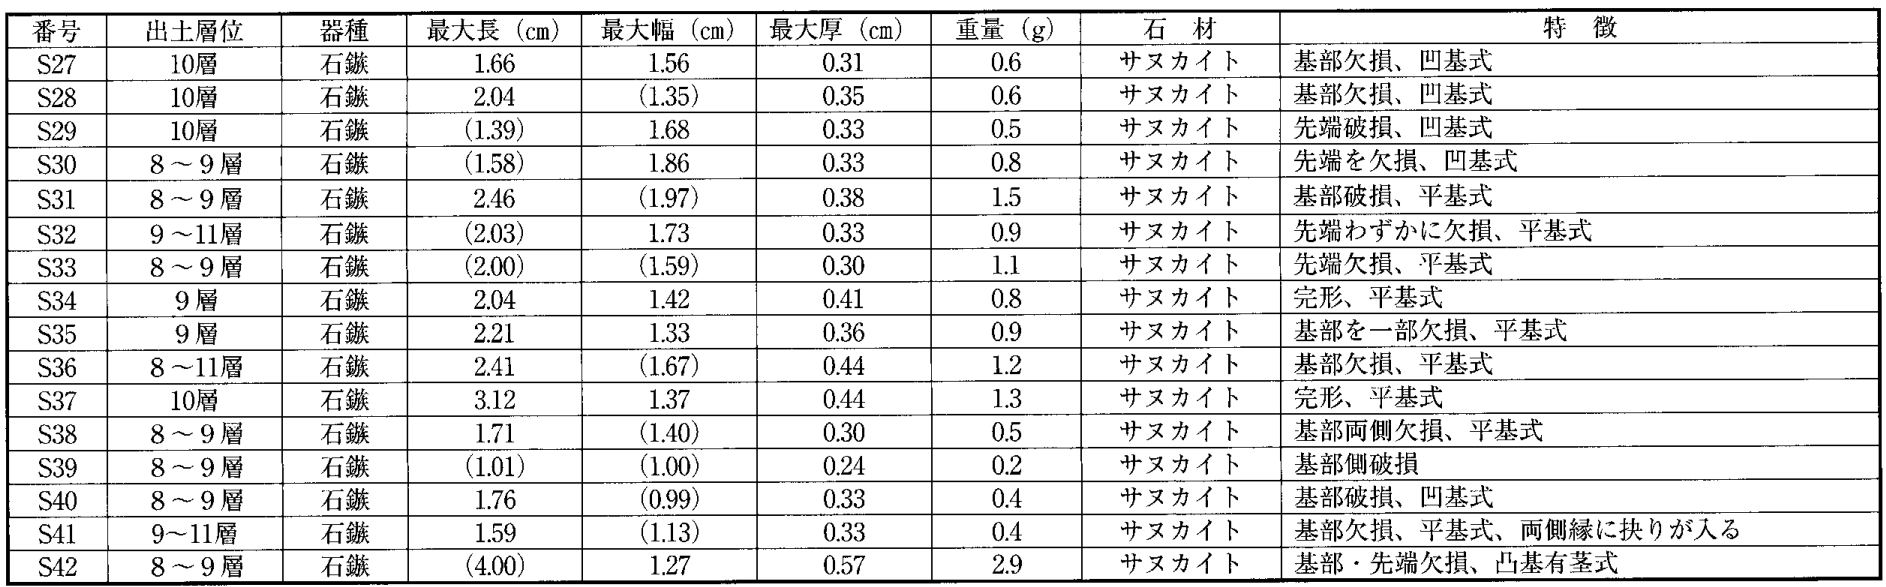 番号 出土層位 器種 最大長（㎝） 最大幅（㎝） 最大厚（㎝） 重量（g） 石　材 特　徴
S27 10層 石鏃 1.66 1.56 0.31 0.6 サヌカイト 基部欠損、凹基式
S28 10層 石鏃 2.04 (1.35) 0.35 0.6 サヌカイト 基部欠損、凹基式
S29 10層 石鏃 (1.39) 1.68 0.33 0.5 サヌカイト 先端破損、凹基式
S30 8～9層 石鏃 (1.58) 1.86 0.33 0.8 サヌカイト 先端を欠損、凹基式
S31 8～9層 石鏃 2.46 (1.97) 0.38 1.5 サヌカイト 基部破損、平基式
S32 9～11層 石鏃 (2.03) 1.73 0.33 0.9 サヌカイト 先端わずかに欠損、平基式
S33 8～9層 石鏃 (2.00) (1.59) 0.30 1.1 サヌカイト 先端欠損、平基式
S34 9層 石鏃 2.04 1.42 0.41 0.8 サヌカイト 完形、平基式
S35 9層 石鏃 2.21 1.33 0.36 0.9 サヌカイト 基部を一部欠損、平基式
S36 8～11層 石鏃 2.41 (1.67) 0.44 1.2 サヌカイト 基部欠損、平基式
S37 10層 石鏃 3.12 1.37 0.44 1.3 サヌカイト 完形、平基式
S38 8～9層 石鏃 1.71 (1.40) 0.30 0.5 サヌカイト 基部両側欠損、平基式
S39 8～9層 石鏃 (1.01) (1.00) 0.24 0.2 サヌカイト 基部側破損
S40 8～9層 石鏃 1.76 (0.99) 0.33 0.4 サヌカイト 基部破損、凹基式
S41 9～11層 石鏃 1.59 (1.13) 0.33 0.4 サヌカイト 基部欠損、平基式、両側縁に抉りが入る
S42 8～9層 石鏃 (4.00) 1.27 0.57 2.9 サヌカイト 基部・先端欠損、凸基有茎式